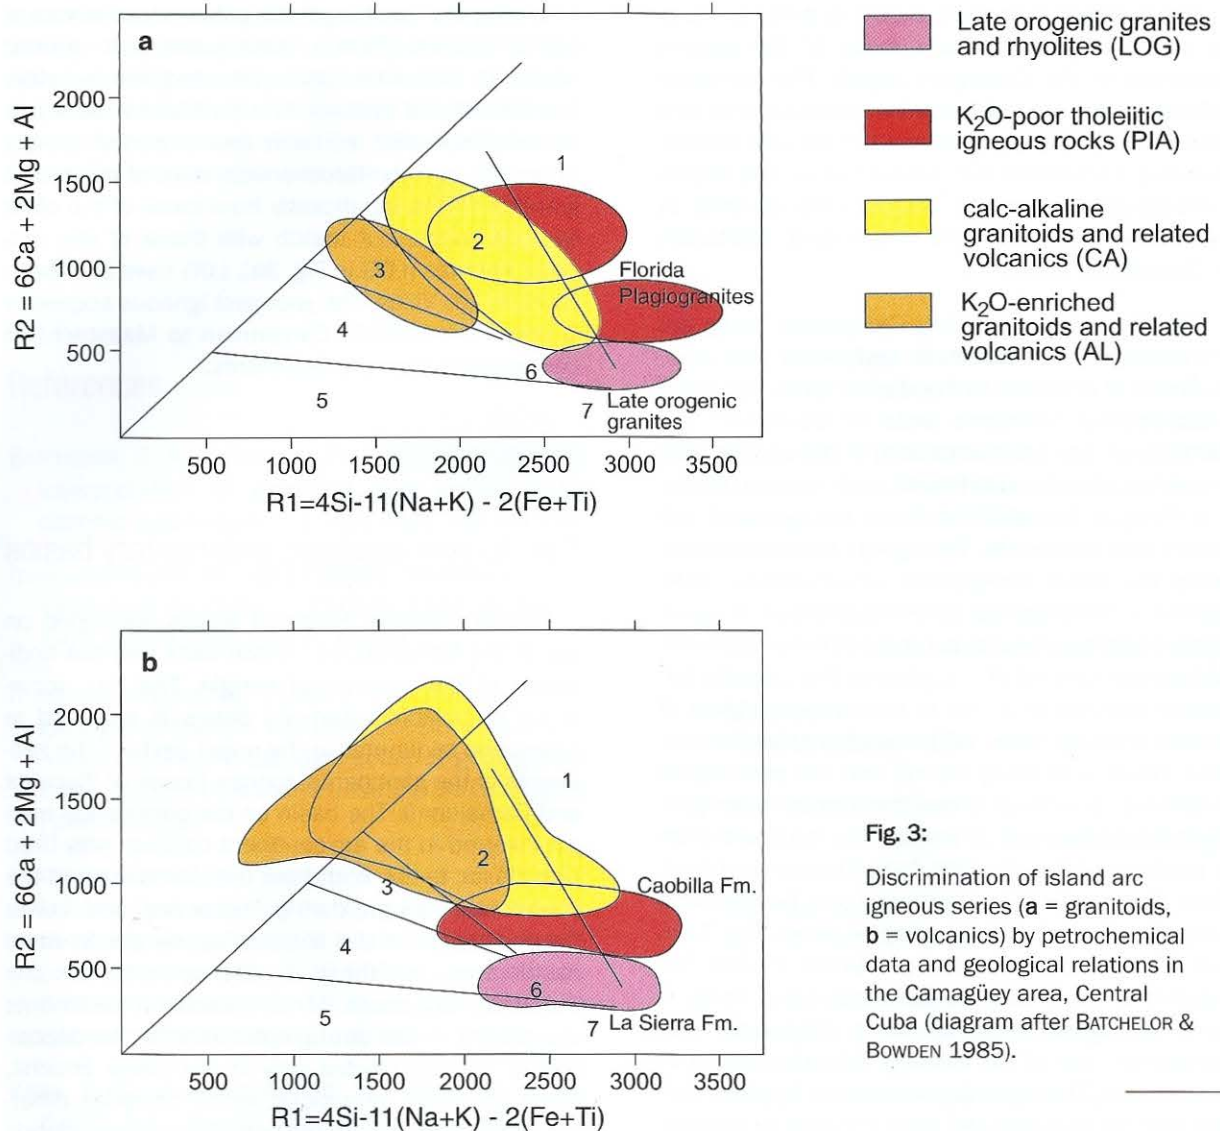 a
R2 = 6Ca + 2Mg + Al
2000
1500
1000
500
1
2
3
4
5
6
7
Florida
Plagiogranites
Late orogenic
granites
500
1000
1500
2000
2500
3000
3500
R1=4Si-11(Na+K) - 2(Fe+Ti)
Late orogenic granites
and rhyolites (LOG)
K₂O-poor tholeiitic
igneous rocks (PIA)
calc-alkaline
granitoids and related
volcanics (CA)
K₂O-enriched
granitoids and related
volcanics (AL)
b
R2= 6Ca + 2Mg + Al
2000
1500
1000
500
1
2
3
4
5
6
7
Caobilla Fm.
La Sierra Fm.
500
1000
1500
2000
2500
3000
3500
R1=4Si-11(Na+K) - 2(Fe+Ti)
Fig. 3:
Discrimination of island arc
igneous series (a = granitoids,
b = volcanics) by petrochemical
data and geological relations in
the Camagüey area, Central
Cuba (diagram after BATCHELOR &
BOWDEN 1985).